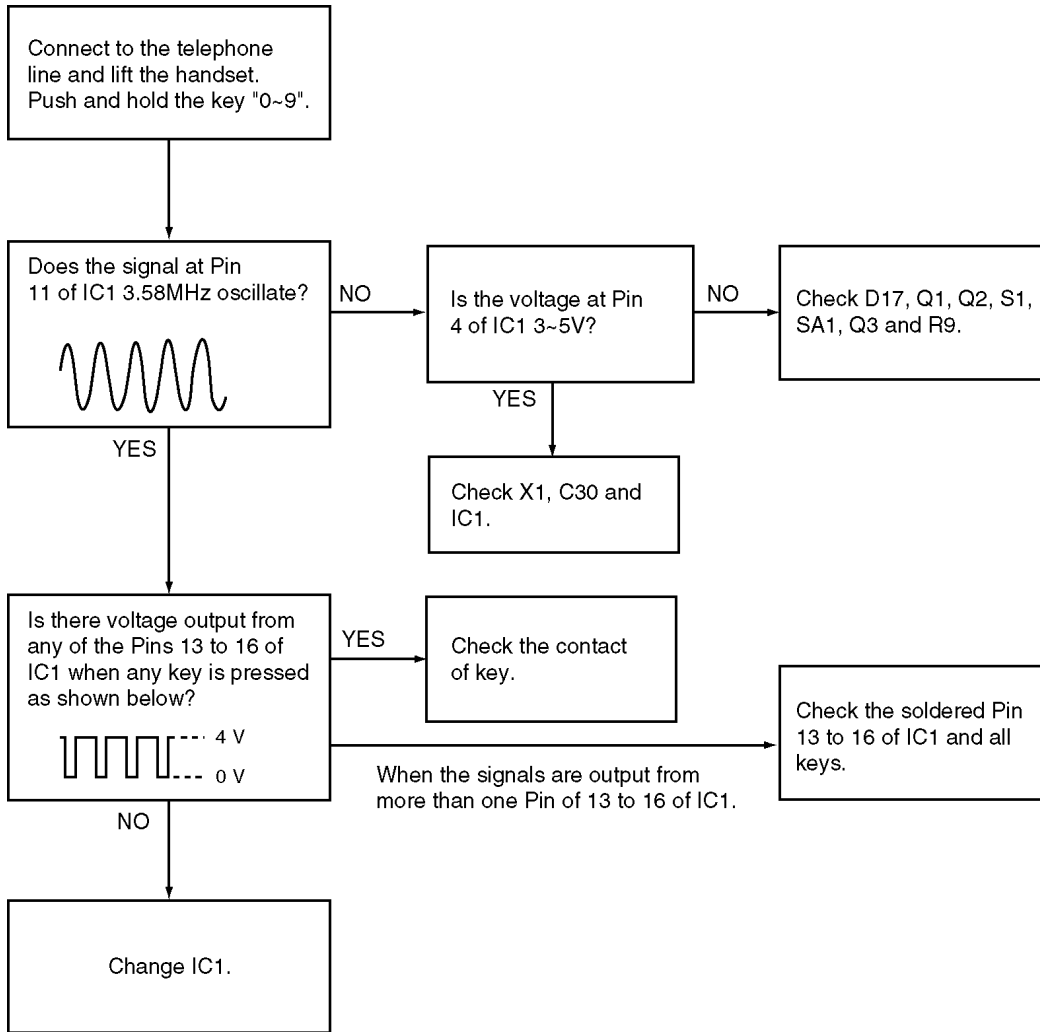 Connect to the telephone
line and lift the handset.
Push and hold the key "0~9".
Does the signal at Pin
11 of IC1 3.58MHz oscillate?
NO
Is the voltage at Pin
4 of IC1 3~5V?
NO
Check D17, Q1, Q2, S1,
SA1, Q3 and R9.
YES
YES
Check X1, C30 and
IC1.
Is there voltage output from
any of the Pins 13 to 16 of
IC1 when any key is pressed
as shown below?
4 V
0 V
YES
Check the contact
of key.
When the signals are output from
more than one Pin of 13 to 16 of IC1.
Check the soldered Pin
13 to 16 of IC1 and all
keys.
NO
Change IC1.